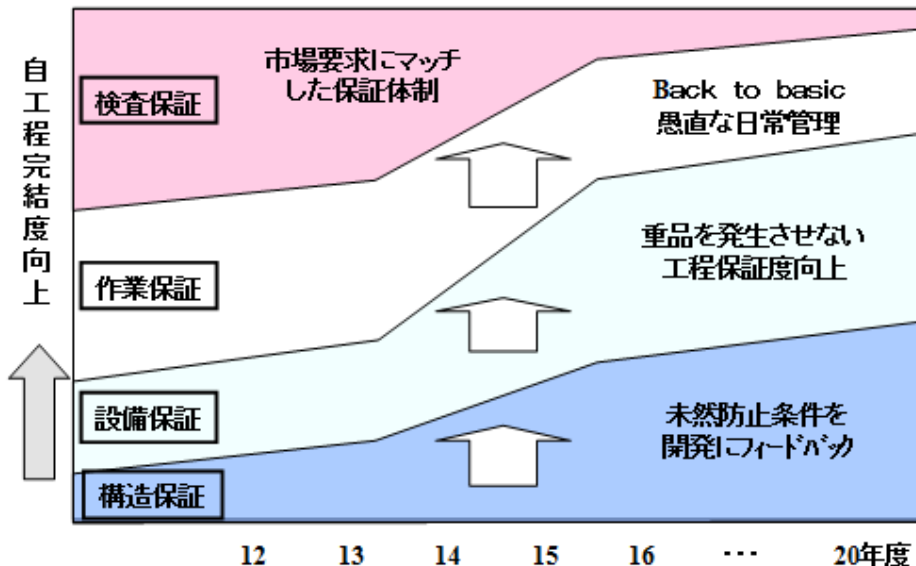 自工程完結度向上
検査保証
市場要求にマッチ
した保証体制
Back to basic
愚直な日常管理
作業保証
重品を発生させない
工程保証度向上
設備保証
未然防止条件を
開発にフィードバック
構造保証
12 13 14 15 16 ・・・ 20年度